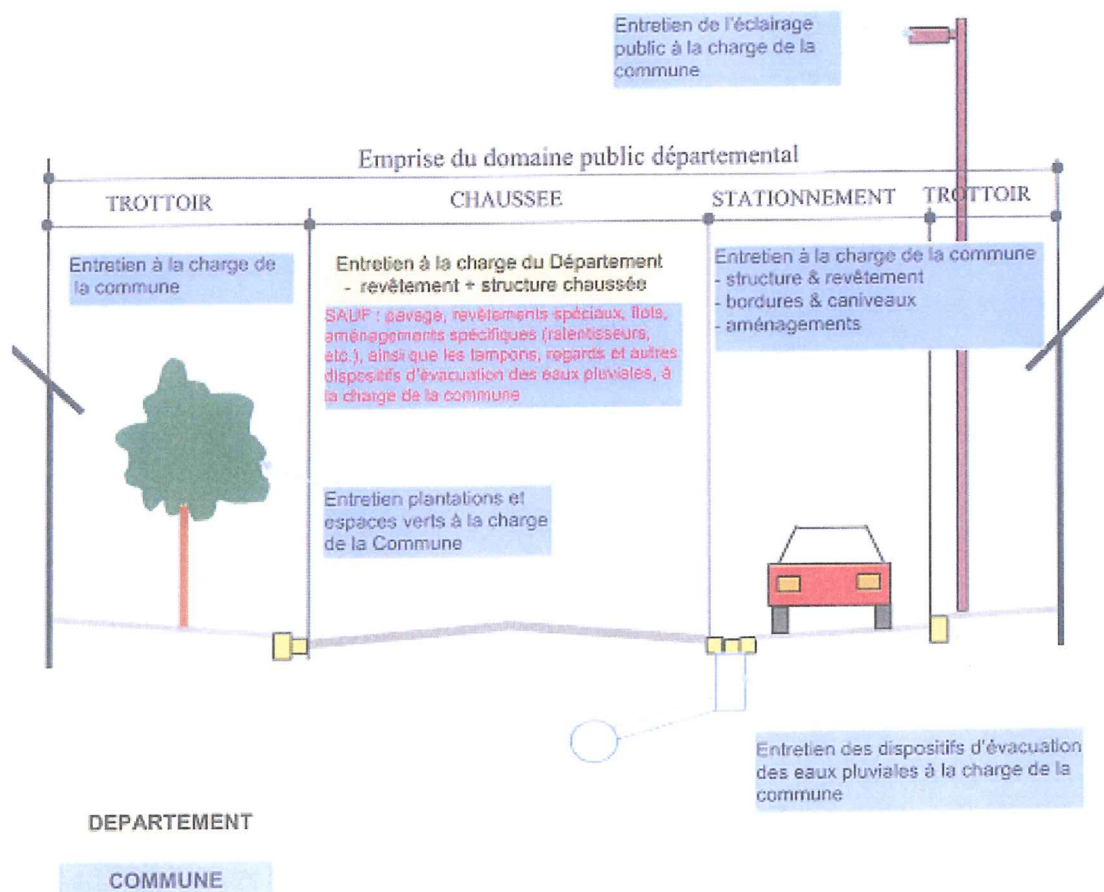 Entretien de l'éclairage
public à la charge de la
commune
Emprise du domaine public départemental
TROTTOIR
CHAUSSEE
STATIONNEMENT
TROTTOIR
Entretien à la charge de
la commune
Entretien à la charge du Département
- revêtement + structure chaussée
SAUF : pavage, revêtements spéciaux, îlots,
aménagements spécifiques (ralentisseurs,
etc.), ainsi que les tampons, regards et autres
dispositifs d'évacuation des eaux pluviales, à
la charge de la commune
Entretien à la charge de la commune
- structure & revêtement
- bordures & caniveaux
- aménagements
Entretien plantations et
espaces verts à la charge
de la Commune
Entretien des dispositifs d'évacuation
des eaux pluviales à la charge de la
commune
DEPARTEMENT
COMMUNE